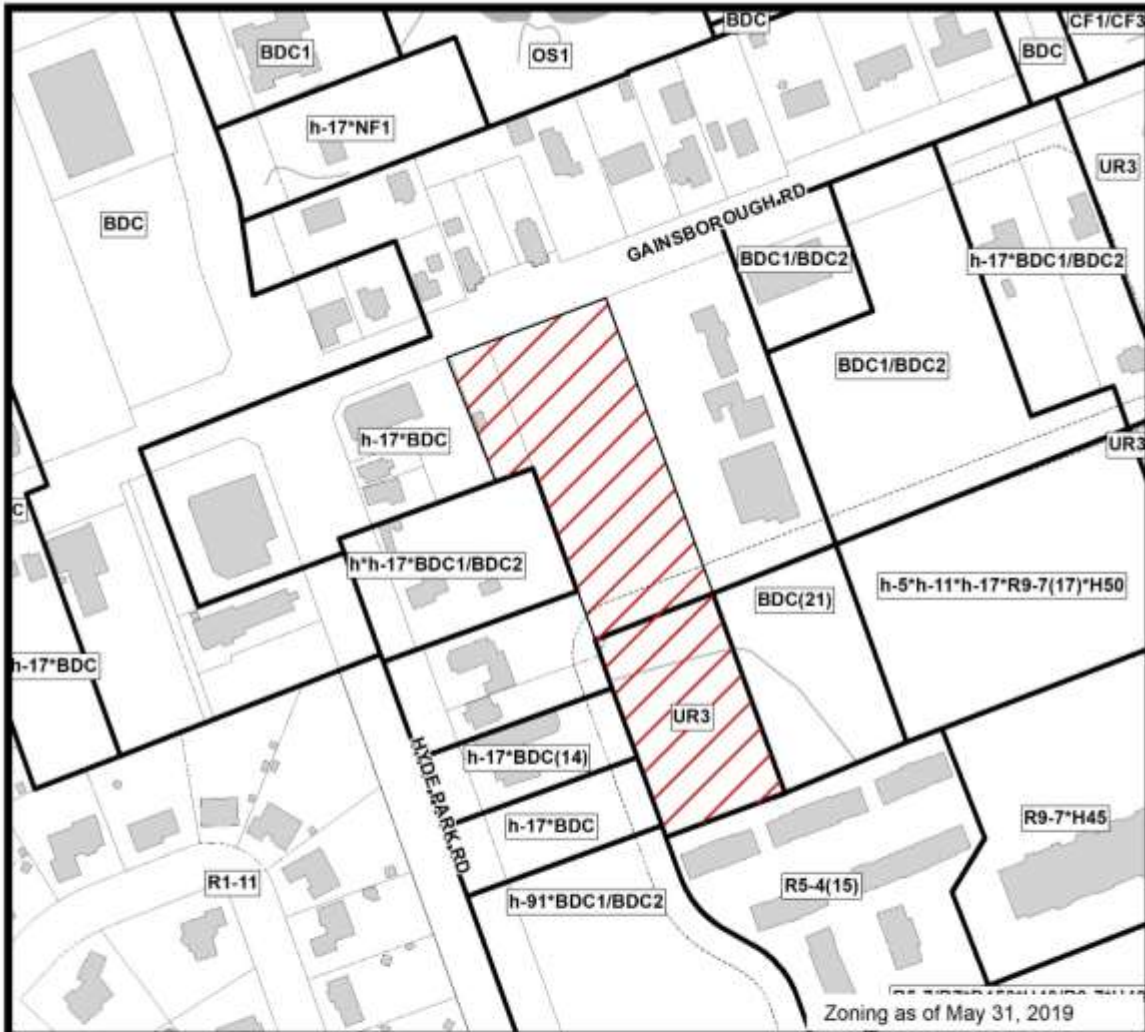 BDC
CF1/CF3
BDC1
OS1
BDC
h-17*NF1
UR3
BDC
GAINSBOROUGH RD
BDC1/BDC2
h-17*BDC1/BDC2
BDC1/BDC2
h-17*BDC
UR3
C
h*h-17*BDC1/BDC2
h-5*h-11*h-17*R9-7(17)*H50
BDC(21)
h-17*BDC
UR3
HYDE PARK RD
h-17*BDC(14)
h-17*BDC
R9-7*H45
R1-11
R5-4(15)
h-91*BDC1/BDC2
Zoning as of May 31, 2019